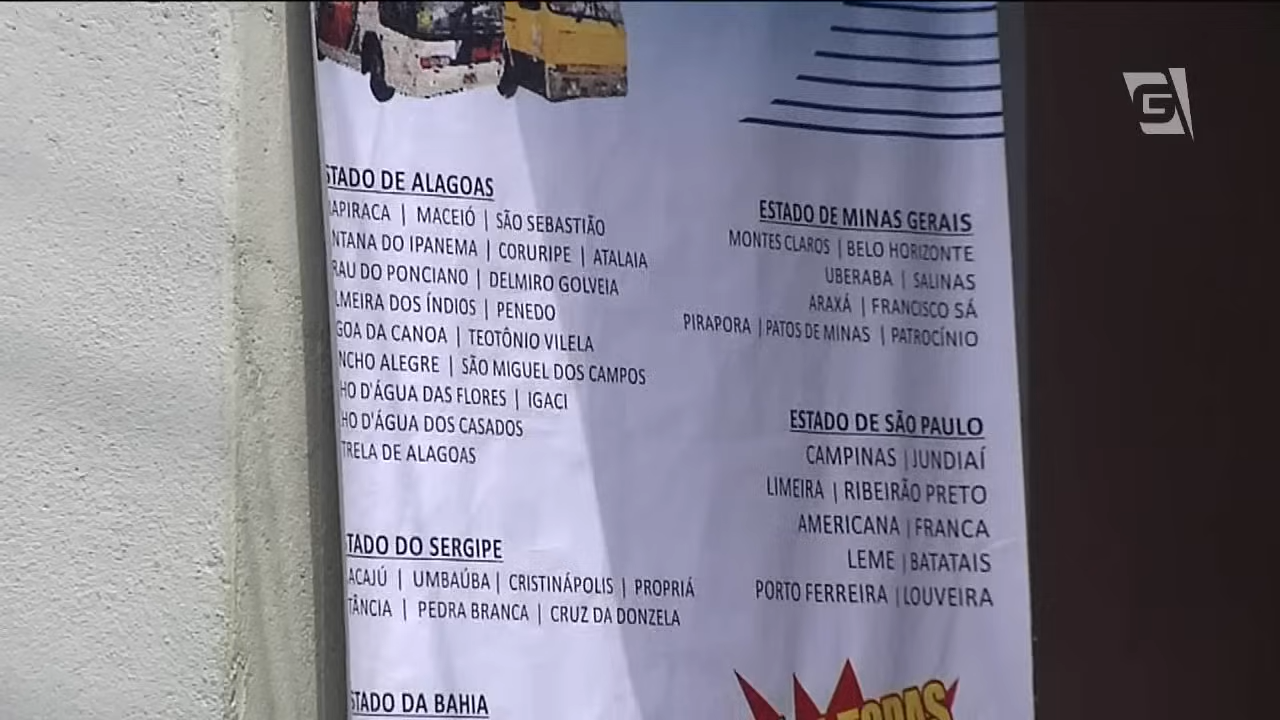 STADO DE ALAGOAS
APIRACA | MACEIÓ | SÃO SEBASTIÃO
NTANA DO IPANEMA | CORURIPE | ATALAIA
RAU DO PONCIANO | DELMIRO GOLVEIA
LMEIRA DOS ÍNDIOS | PENEDO
GOA DA CANOA | TEOTÔNIO VILELA
NCHO ALEGRE | SÃO MIGUEL DOS CAMPOS
HO D'ÁGUA DAS FLORES | IGACI
HO D'ÁGUA DOS CASADOS
TRELA DE ALAGOAS
TADO DO SERGIPE
ACAJÚ | UMBAÚBA | CRISTINÁPOLIS | PROPRIÁ
TÂNCIA | PEDRA BRANCA | CRUZ DA DONZELA
STADO DA BAHIA
ESTADO DE MINAS GERAIS
MONTES CLAROS | BELO HORIZONTE
UBERABA | SALINAS
ARAXÁ | FRANCISCO SÁ
PIRAPORA | PATOS DE MINAS | PATROCÍNIO
ESTADO DE SÃO PAULO
CAMPINAS | JUNDIAÍ
LIMEIRA | RIBEIRÃO PRETO
AMERICANA | FRANCA
LEME | BATATAIS
PORTO FERREIRA | LOUVEIRA
TODAS
G